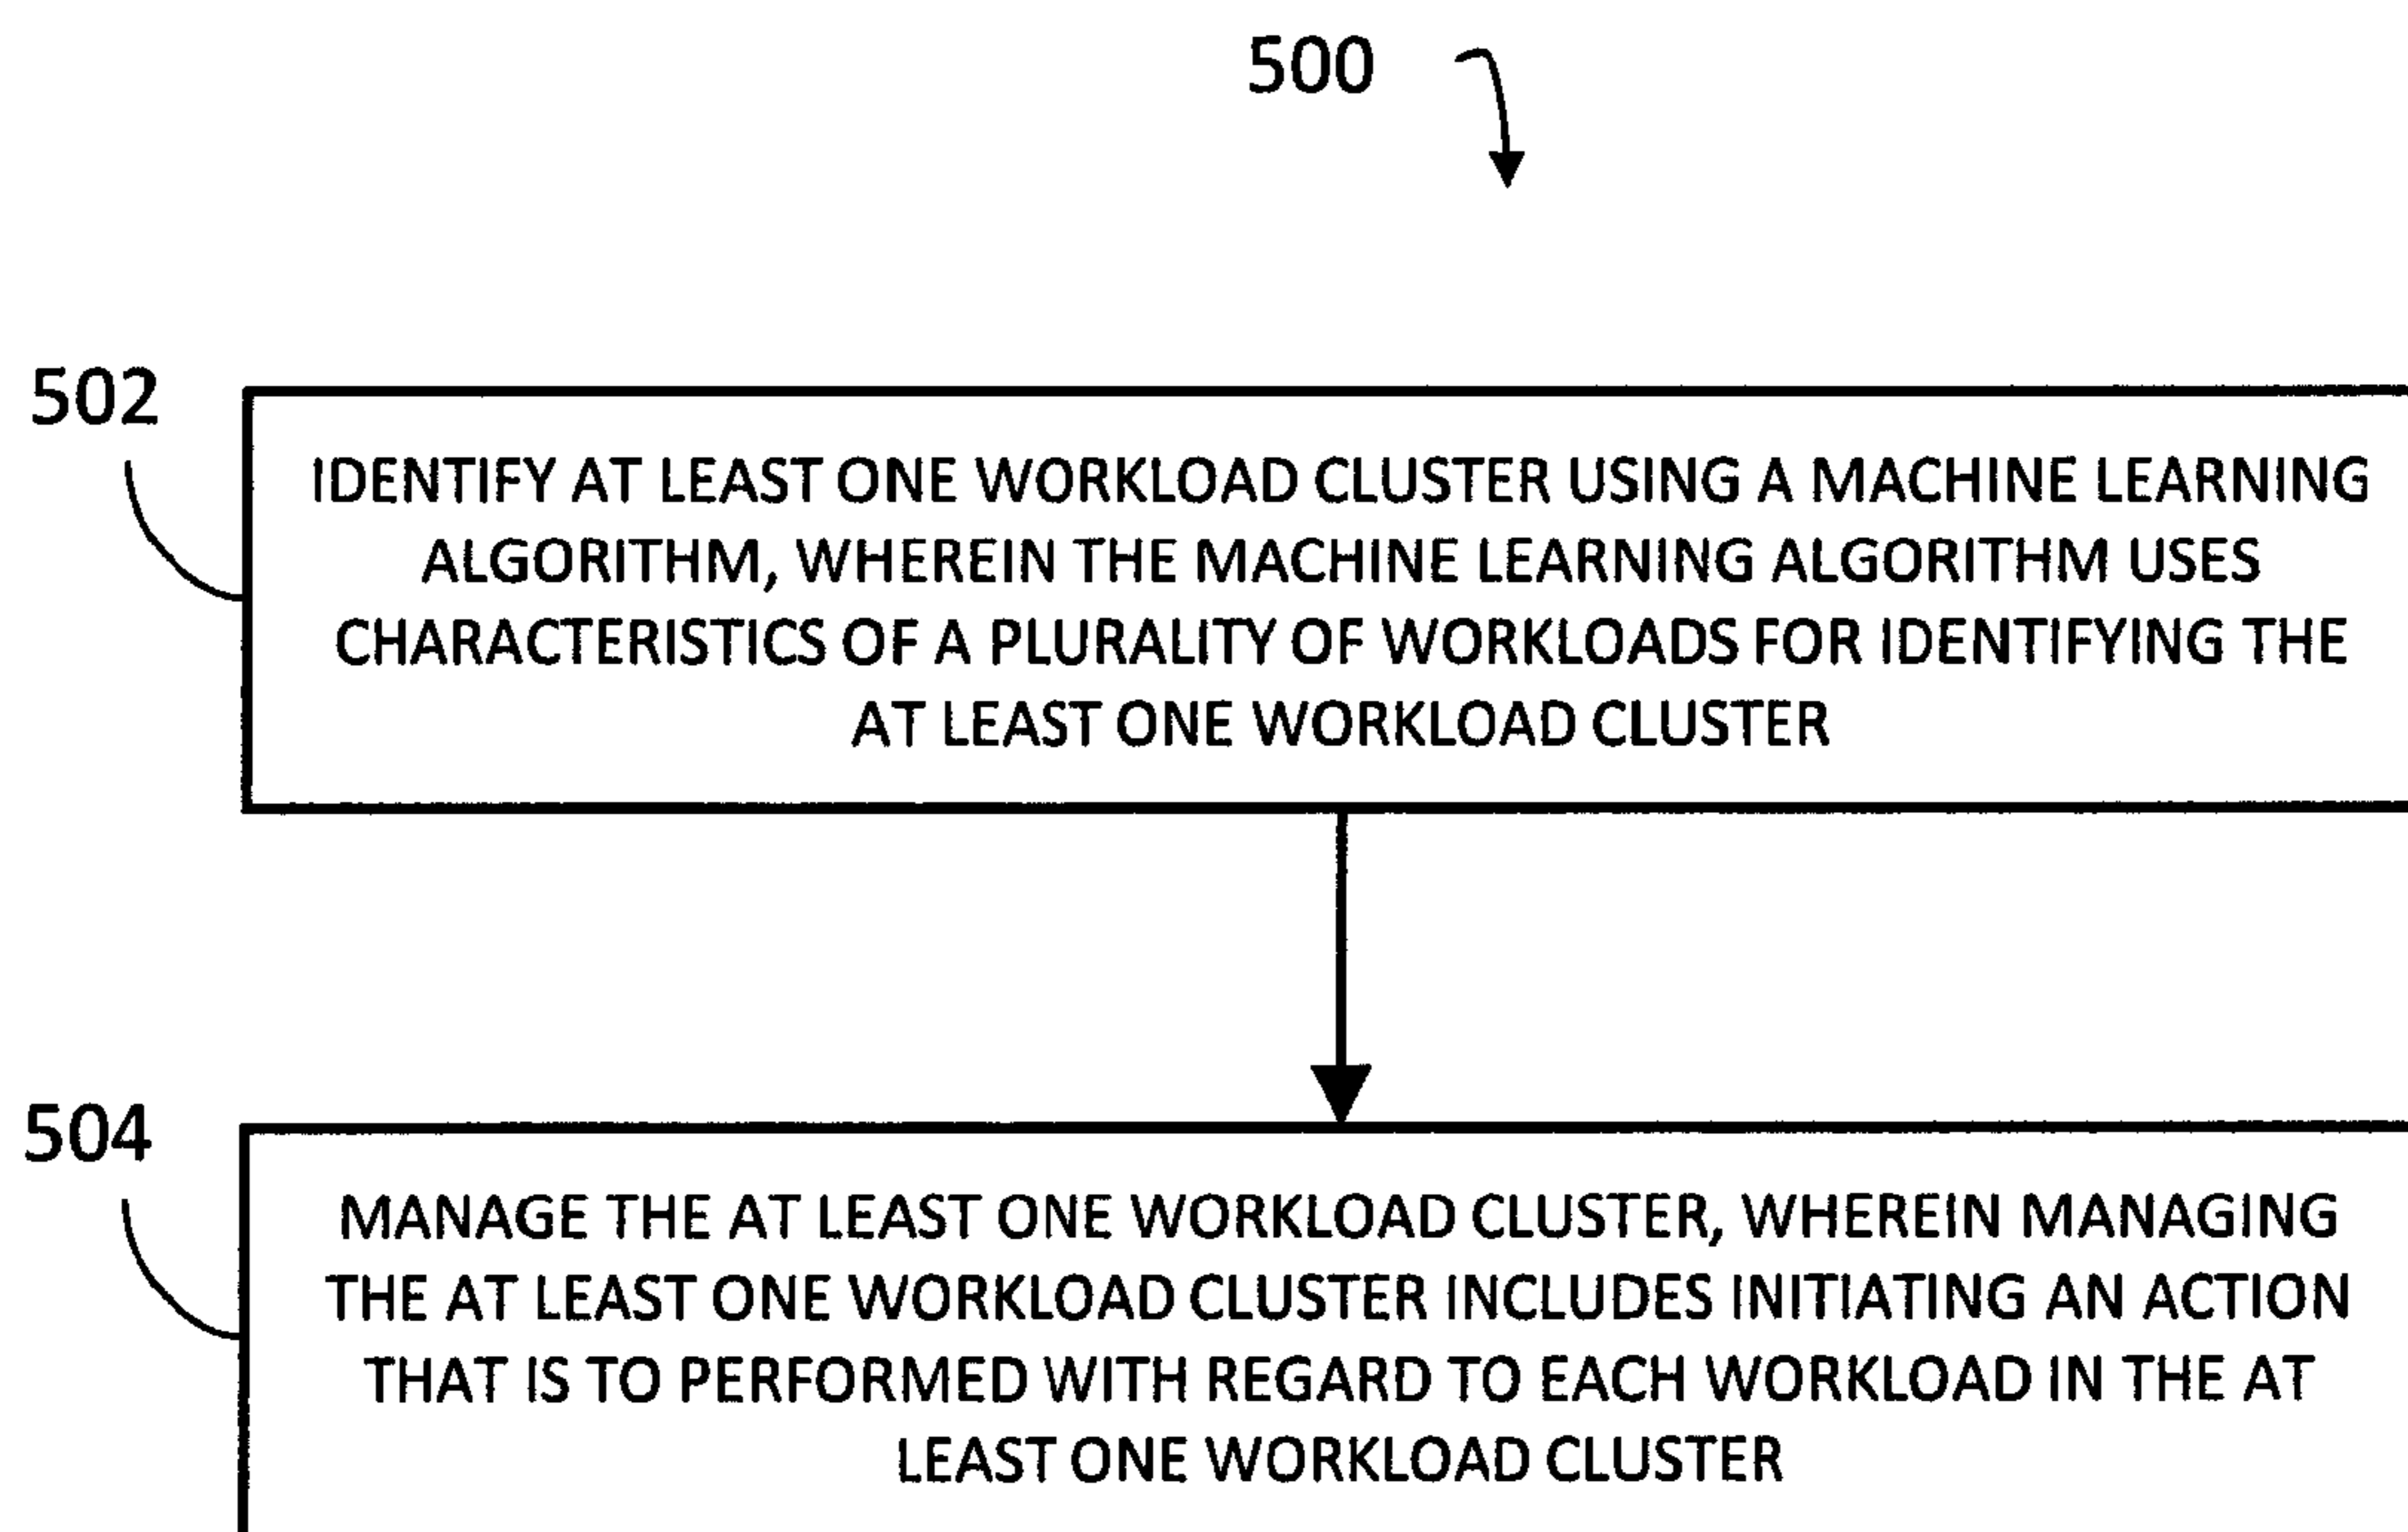 500
502
IDENTIFY AT LEAST ONE WORKLOAD CLUSTER USING A MACHINE LEARNING
ALGORITHM, WHEREIN THE MACHINE LEARNING ALGORITHM USES
CHARACTERISTICS OF A PLURALITY OF WORKLOADS FOR IDENTIFYING THE
AT LEAST ONE WORKLOAD CLUSTER
504
MANAGE THE AT LEAST ONE WORKLOAD CLUSTER, WHEREIN MANAGING
THE AT LEAST ONE WORKLOAD CLUSTER INCLUDES INITIATING AN ACTION
THAT IS TO PERFORMED WITH REGARD TO EACH WORKLOAD IN THE AT
LEAST ONE WORKLOAD CLUSTER